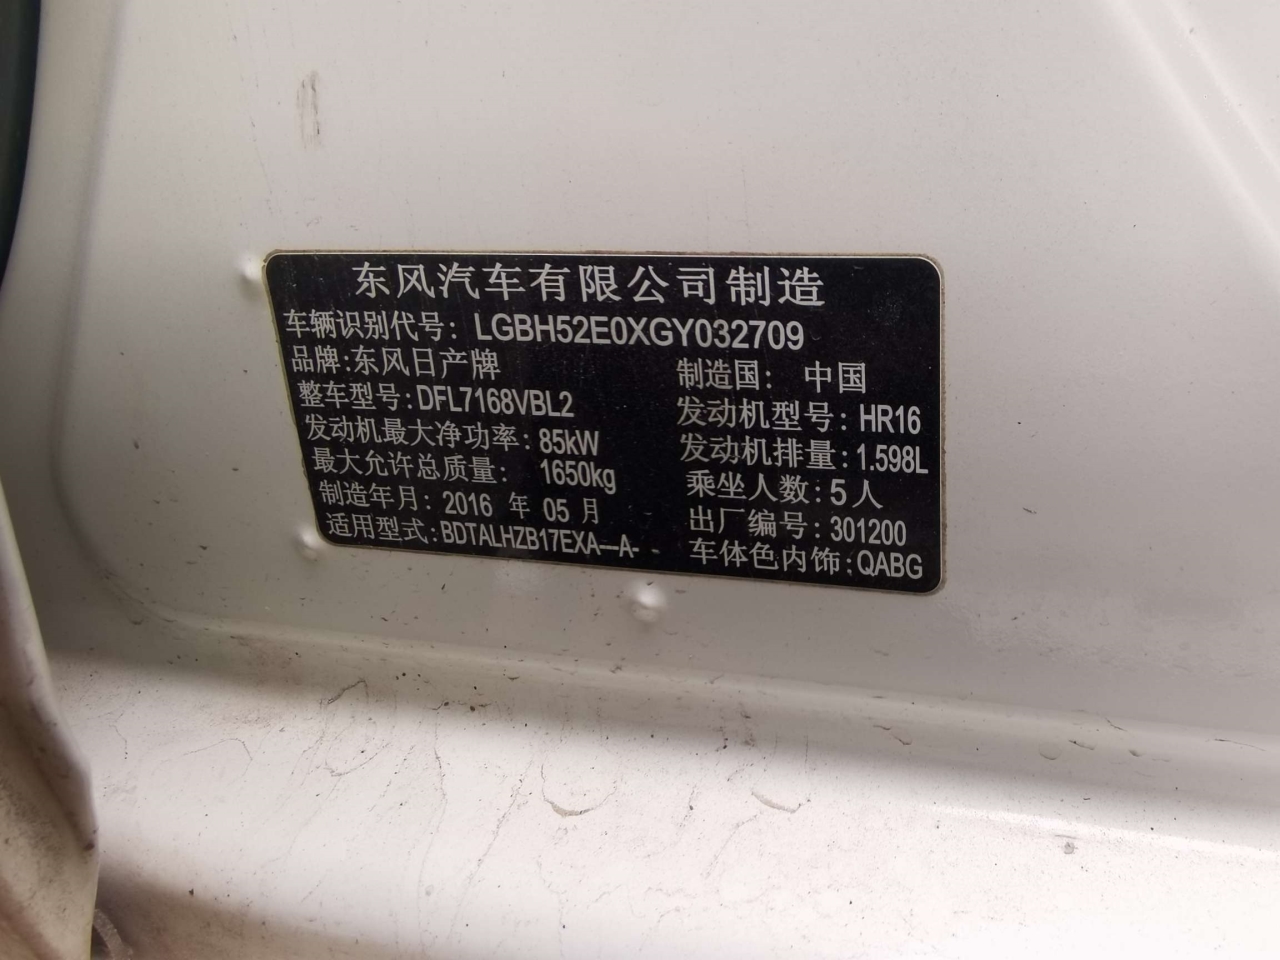 东风汽车有限公司制造
车辆识别代号: LGBH52E0XGY032709
品牌:东风日产牌 制造国: 中国
整车型号:DFL7168VBL2 发动机型号: HR16
发动机最大净功率: 85kW 发动机排量:1.598L
最大允许总质量: 1650kg 乘坐人数:5人
制造年月: 2016 年 05 月 出厂编号: 301200
适用型式:BDTALHZB17EXA—A- - 车体色内饰:QABG